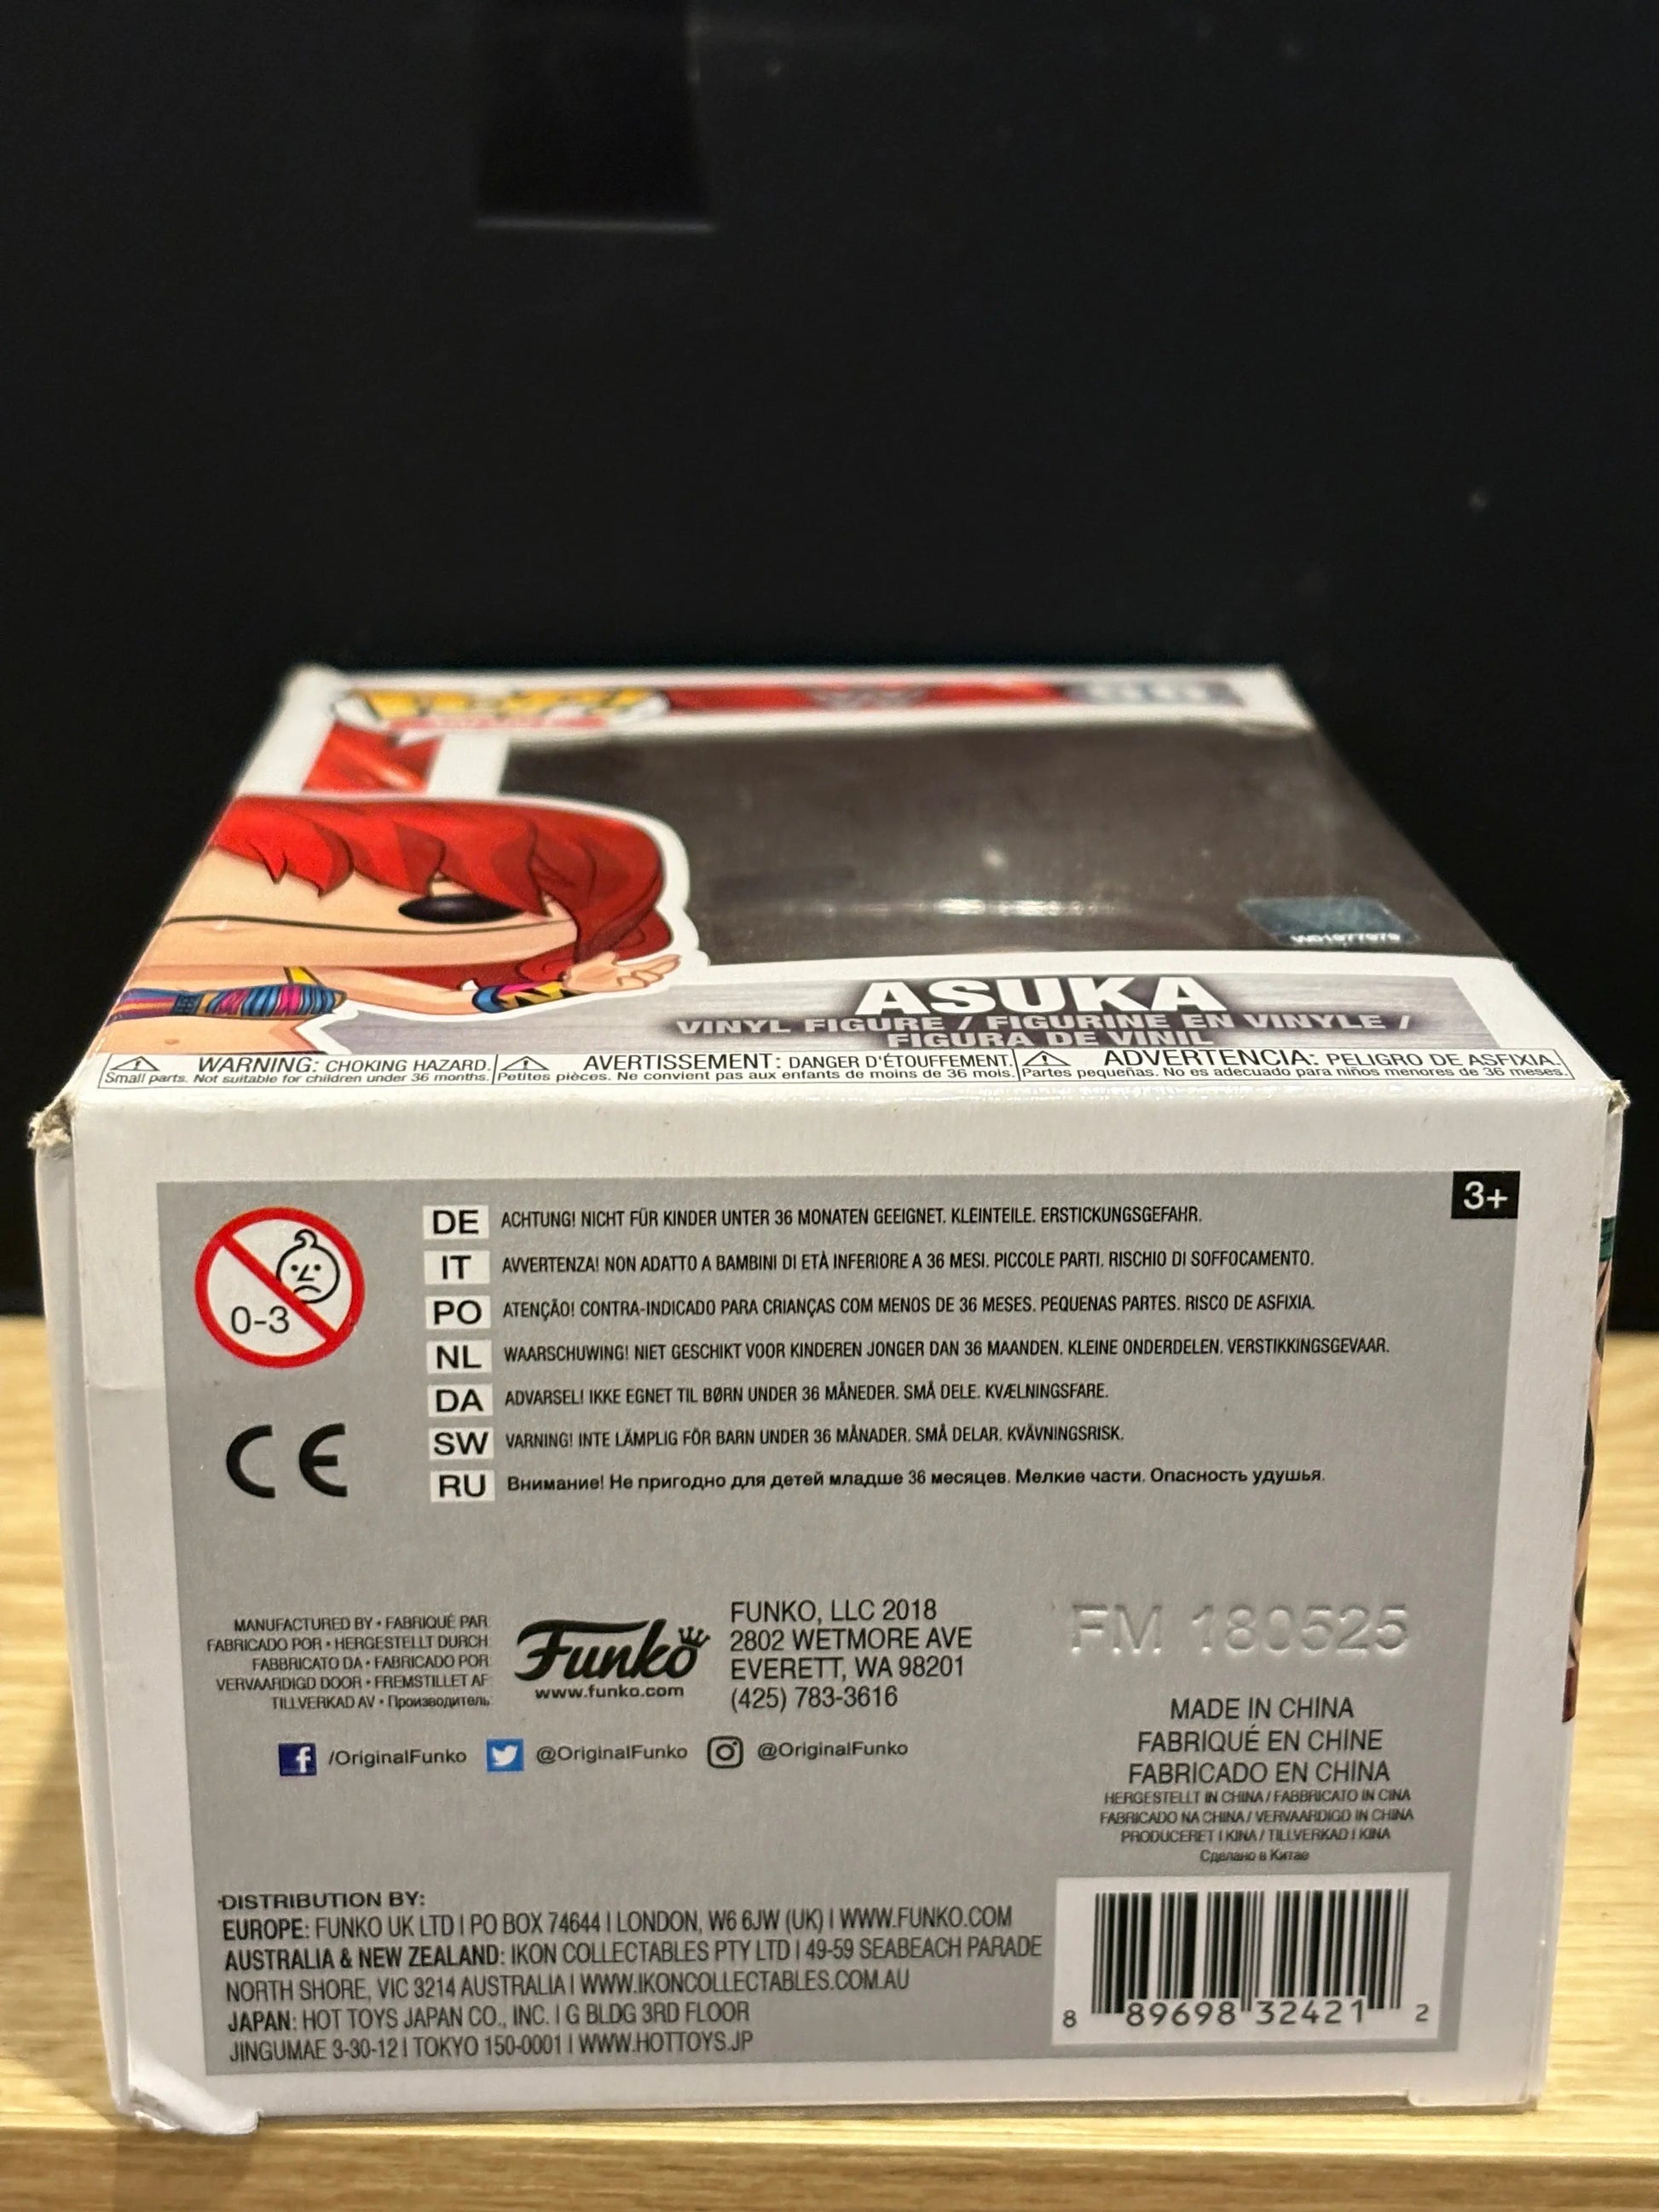 ASUKA
VINYL FIGURE / FIGURINE EN VINYLE /
FIGURA DE VINIL
WARNING: CHOKING HAZARD.
Small parts. Not suitable for children under 36 months.
AVERTISSEMENT: DANGER D'ÉTOUFFEMENT.
Petites pièces. Ne convient pas aux enfants de moins de 36 mois.
ADVERTENCIA: PELIGRO DE ASFIXIA.
Partes pequeñas. No es adecuado para niños menores de 36 meses.
3+
0-3
DE ACHTUNG! NICHT FÜR KINDER UNTER 36 MONATEN GEEIGNET. KLEINTEILE. ERSTICKUNGSGEFAHR.
IT AVVERTENZA! NON ADATTO A BAMBINI DI ETÀ INFERIORE A 36 MESI. PICCOLE PARTI. RISCHIO DI SOFFOCAMENTO.
PO ATENÇÃO! CONTRA-INDICADO PARA CRIANÇAS COM MENOS DE 36 MESES. PEQUENAS PARTES. RISCO DE ASFIXIA.
NL WAARSCHUWING! NIET GESCHIKT VOOR KINDEREN JONGER DAN 36 MAANDEN. KLEINE ONDERDELEN. VERSTIKKINGSGEVAAR.
DA ADVARSEL! IKKE EGNET TIL BØRN UNDER 36 MÅNEDER. SMÅ DELE. KVÆLNINGSFARE.
SW VARNING! INTE LÄMPLIG FÖR BARN UNDER 36 MÅNADER. SMÅ DELAR. KVÄVNINGSRISK.
RU Внимание! Не пригодно для детей младше 36 месяцев. Мелкие части. Опасность удушья.
CE
MANUFACTURED BY • FABRIQUÉ PAR
FABRICADO POR • HERGESTELLT DURCH
FABBRICATO DA • FABRICADO POR
VERVAARDIGD DOOR • FREMSTILLET AF
TILLVERKAD AV • Производитель
Funko
www.funko.com
FUNKO, LLC 2018
2802 WETMORE AVE
EVERETT, WA 98201
(425) 783-3616
f /OriginalFunko @OriginalFunko @OriginalFunko
FM 180525
MADE IN CHINA
FABRIQUÉ EN CHINE
FABRICADO EN CHINA
HERGESTELLT IN CHINA / FABBRICATO IN CINA
FABRICADO NA CHINA / VERVAARDIGD IN CHINA
PRODUCERET I KINA / TILLVERKAD I KINA
Сделано в Китае
DISTRIBUTION BY:
EUROPE: FUNKO UK LTD | PO BOX 74644 | LONDON, W6 6JW (UK) | WWW.FUNKO.COM
AUSTRALIA & NEW ZEALAND: IKON COLLECTABLES PTY LTD | 49-59 SEABEACH PARADE
NORTH SHORE, VIC 3214 AUSTRALIA | WWW.IKONCOLLECTABLES.COM.AU
JAPAN: HOT TOYS JAPAN CO., INC. | G BLDG 3RD FLOOR
JINGUMAE 3-30-12 | TOKYO 150-0001 | WWW.HOTTOYS.JP
8 89698 32421 2